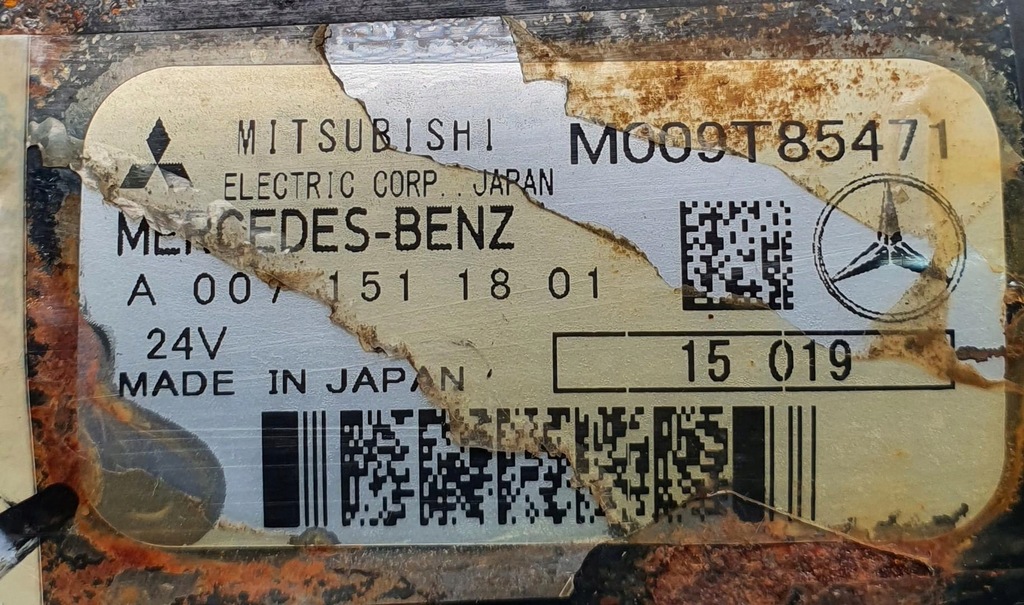 MITSUBISHI M009T85471
ELECTRIC CORP. JAPAN
MERCEDES-BENZ
A 007 151 18 01
24V
15 019
MADE IN JAPAN